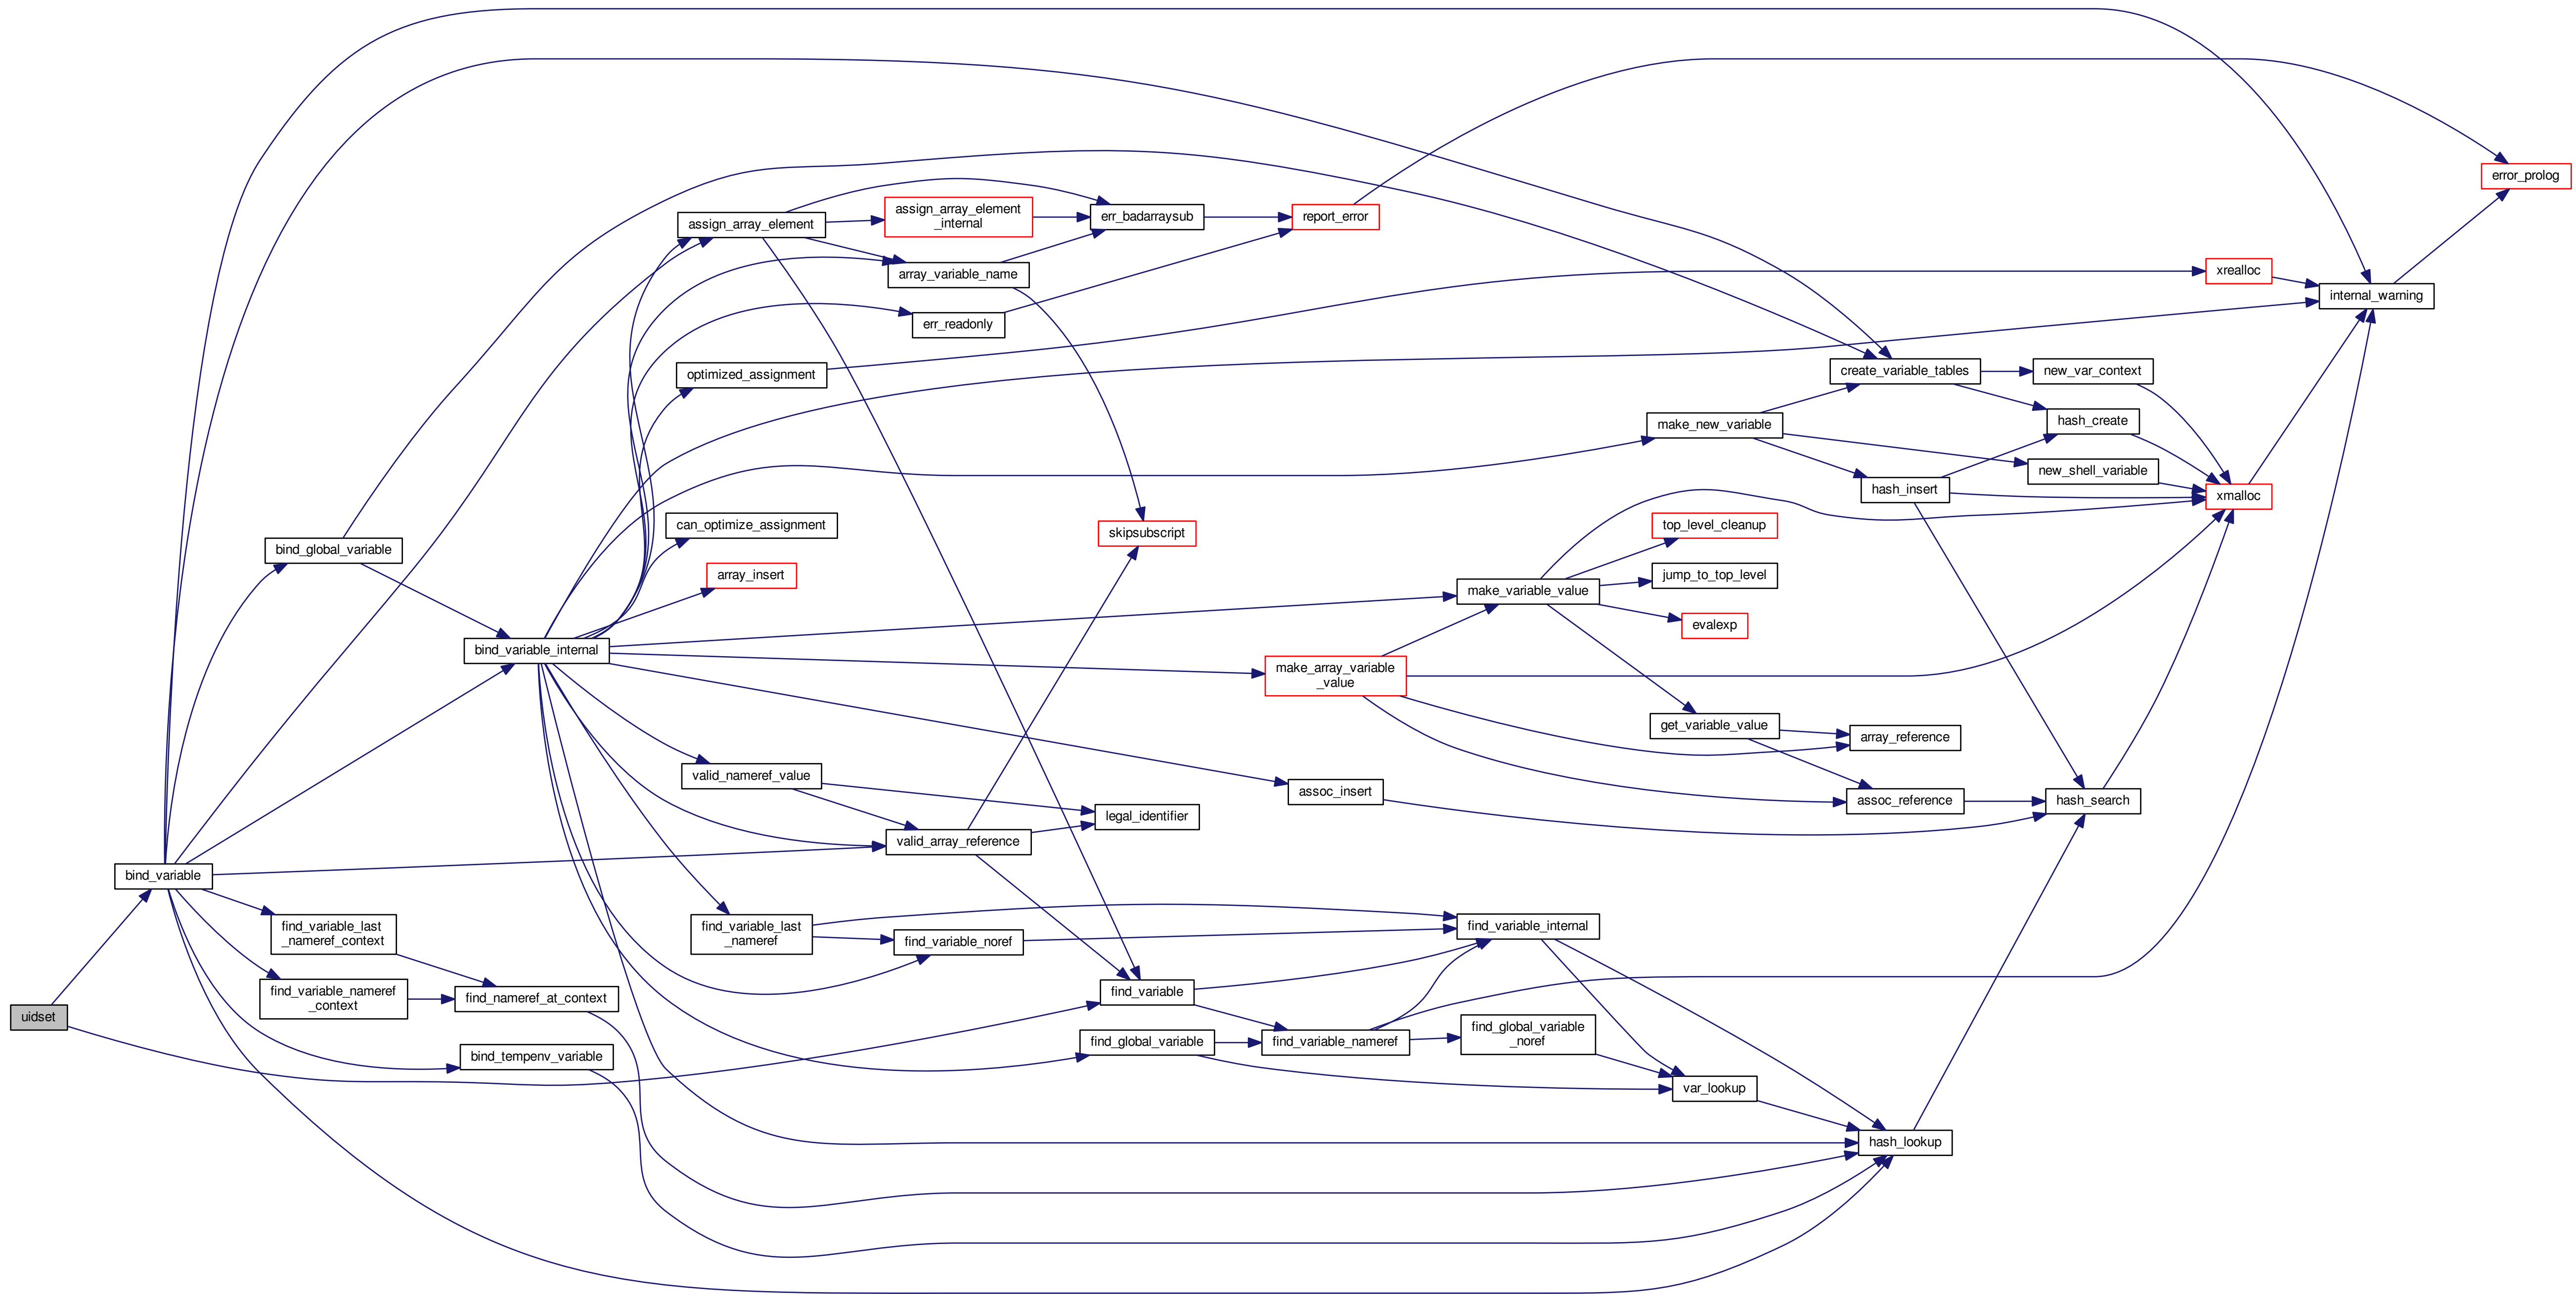 uidset
bind_variable
bind_global_variable
find_variable_last
_nameref_context
find_variable_nameref
_context
bind_variable_internal
find_nameref_at_context
bind_tempenv_variable
assign_array_element
optimized_assignment
can_optimize_assignment
array_insert
valid_nameref_value
find_variable_last
_nameref
assign_array_element
_internal
array_variable_name
err_readonly
valid_array_reference
find_variable_noref
err_badarraysub
skipsubscript
legal_identifier
find_variable
find_global_variable
report_error
make_array_variable
_value
assoc_insert
find_variable_nameref
make_variable_value
find_variable_internal
find_global_variable
_noref
make_new_variable
top_level_cleanup
jump_to_top_level
evalexp
get_variable_value
var_lookup
create_variable_tables
hash_insert
array_reference
assoc_reference
hash_lookup
new_var_context
hash_create
new_shell_variable
hash_search
xrealloc
xmalloc
internal_warning
error_prolog